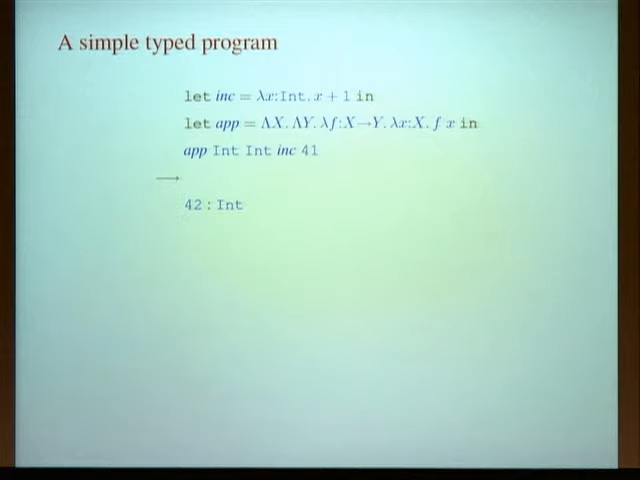 A simple typed program
let inc = λx:Int. x + 1 in
let app = ΛX. ΛY. λf:X→Y. λx:X. f x in
app Int Int inc 41
⟶
42 : Int